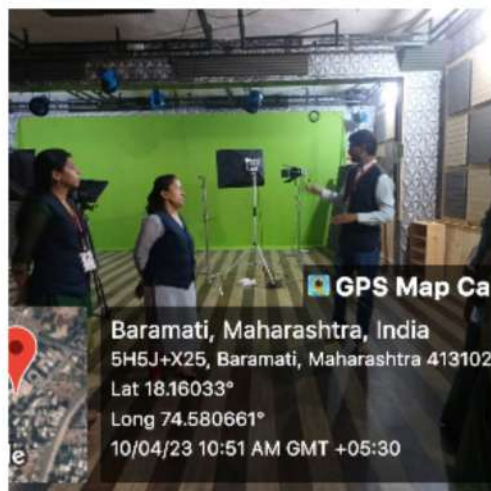 GPS Map Ca
Baramati, Maharashtra, India
5H5J+X25, Baramati, Maharashtra 413102
Lat 18.16033°
Long 74.580661°
10/04/23 10:51 AM GMT +05:30
le